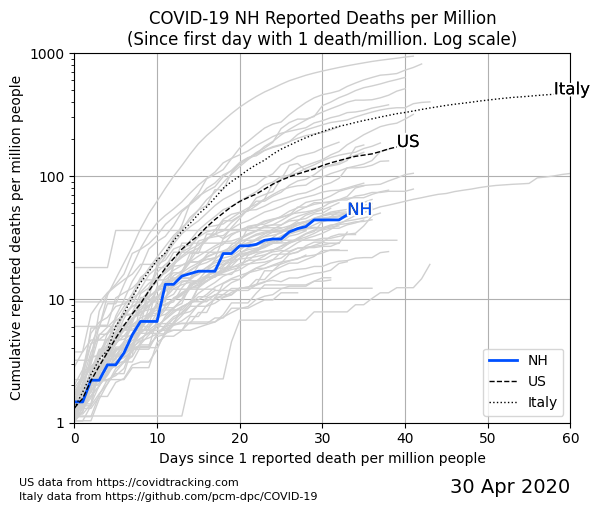 COVID-19 NH Reported Deaths per Million
(Since first day with 1 death/million. Log scale)
Cumulative reported deaths per million people
1000
100
10
1
Italy
US
NH
NH
US
Italy
0 10 20 30 40 50 60
Days since 1 reported death per million people
US data from https://covidtracking.com
Italy data from https://github.com/pcm-dpc/COVID-19
30 Apr 2020